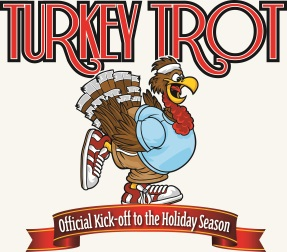 TURKEY TROT
Official Kick-off to the Holiday Season